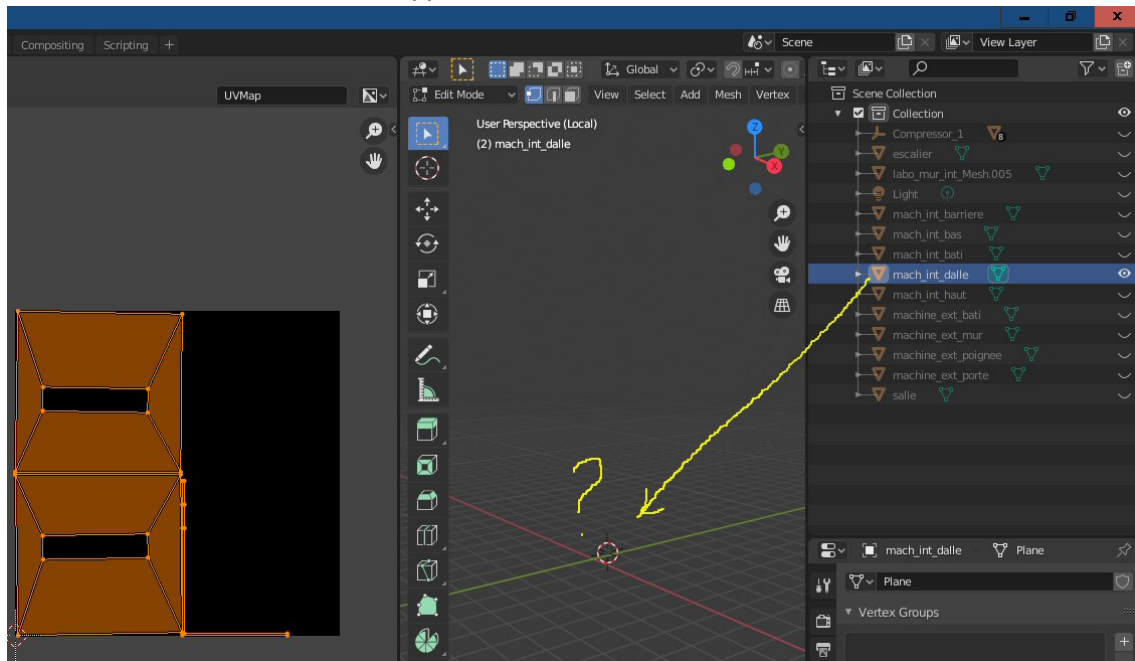 Compositing Scripting +
Scene
View Layer
UVMap
Global
Edit Mode
View Select Add Mesh Vertex
User Perspective (Local)
(2) mach_int_dalle
Z
Y
X
?
Scene Collection
Collection
Compressor_1
8
escalier
labo_mur_int_Mesh.005
Light
mach_int_barriere
mach_int_bas
mach_int_bati
mach_int_dalle
mach_int_haut
machine_ext_bati
machine_ext_mur
machine_ext_poignee
machine_ext_porte
salle
mach_int_dalle Plane
Plane
Vertex Groups